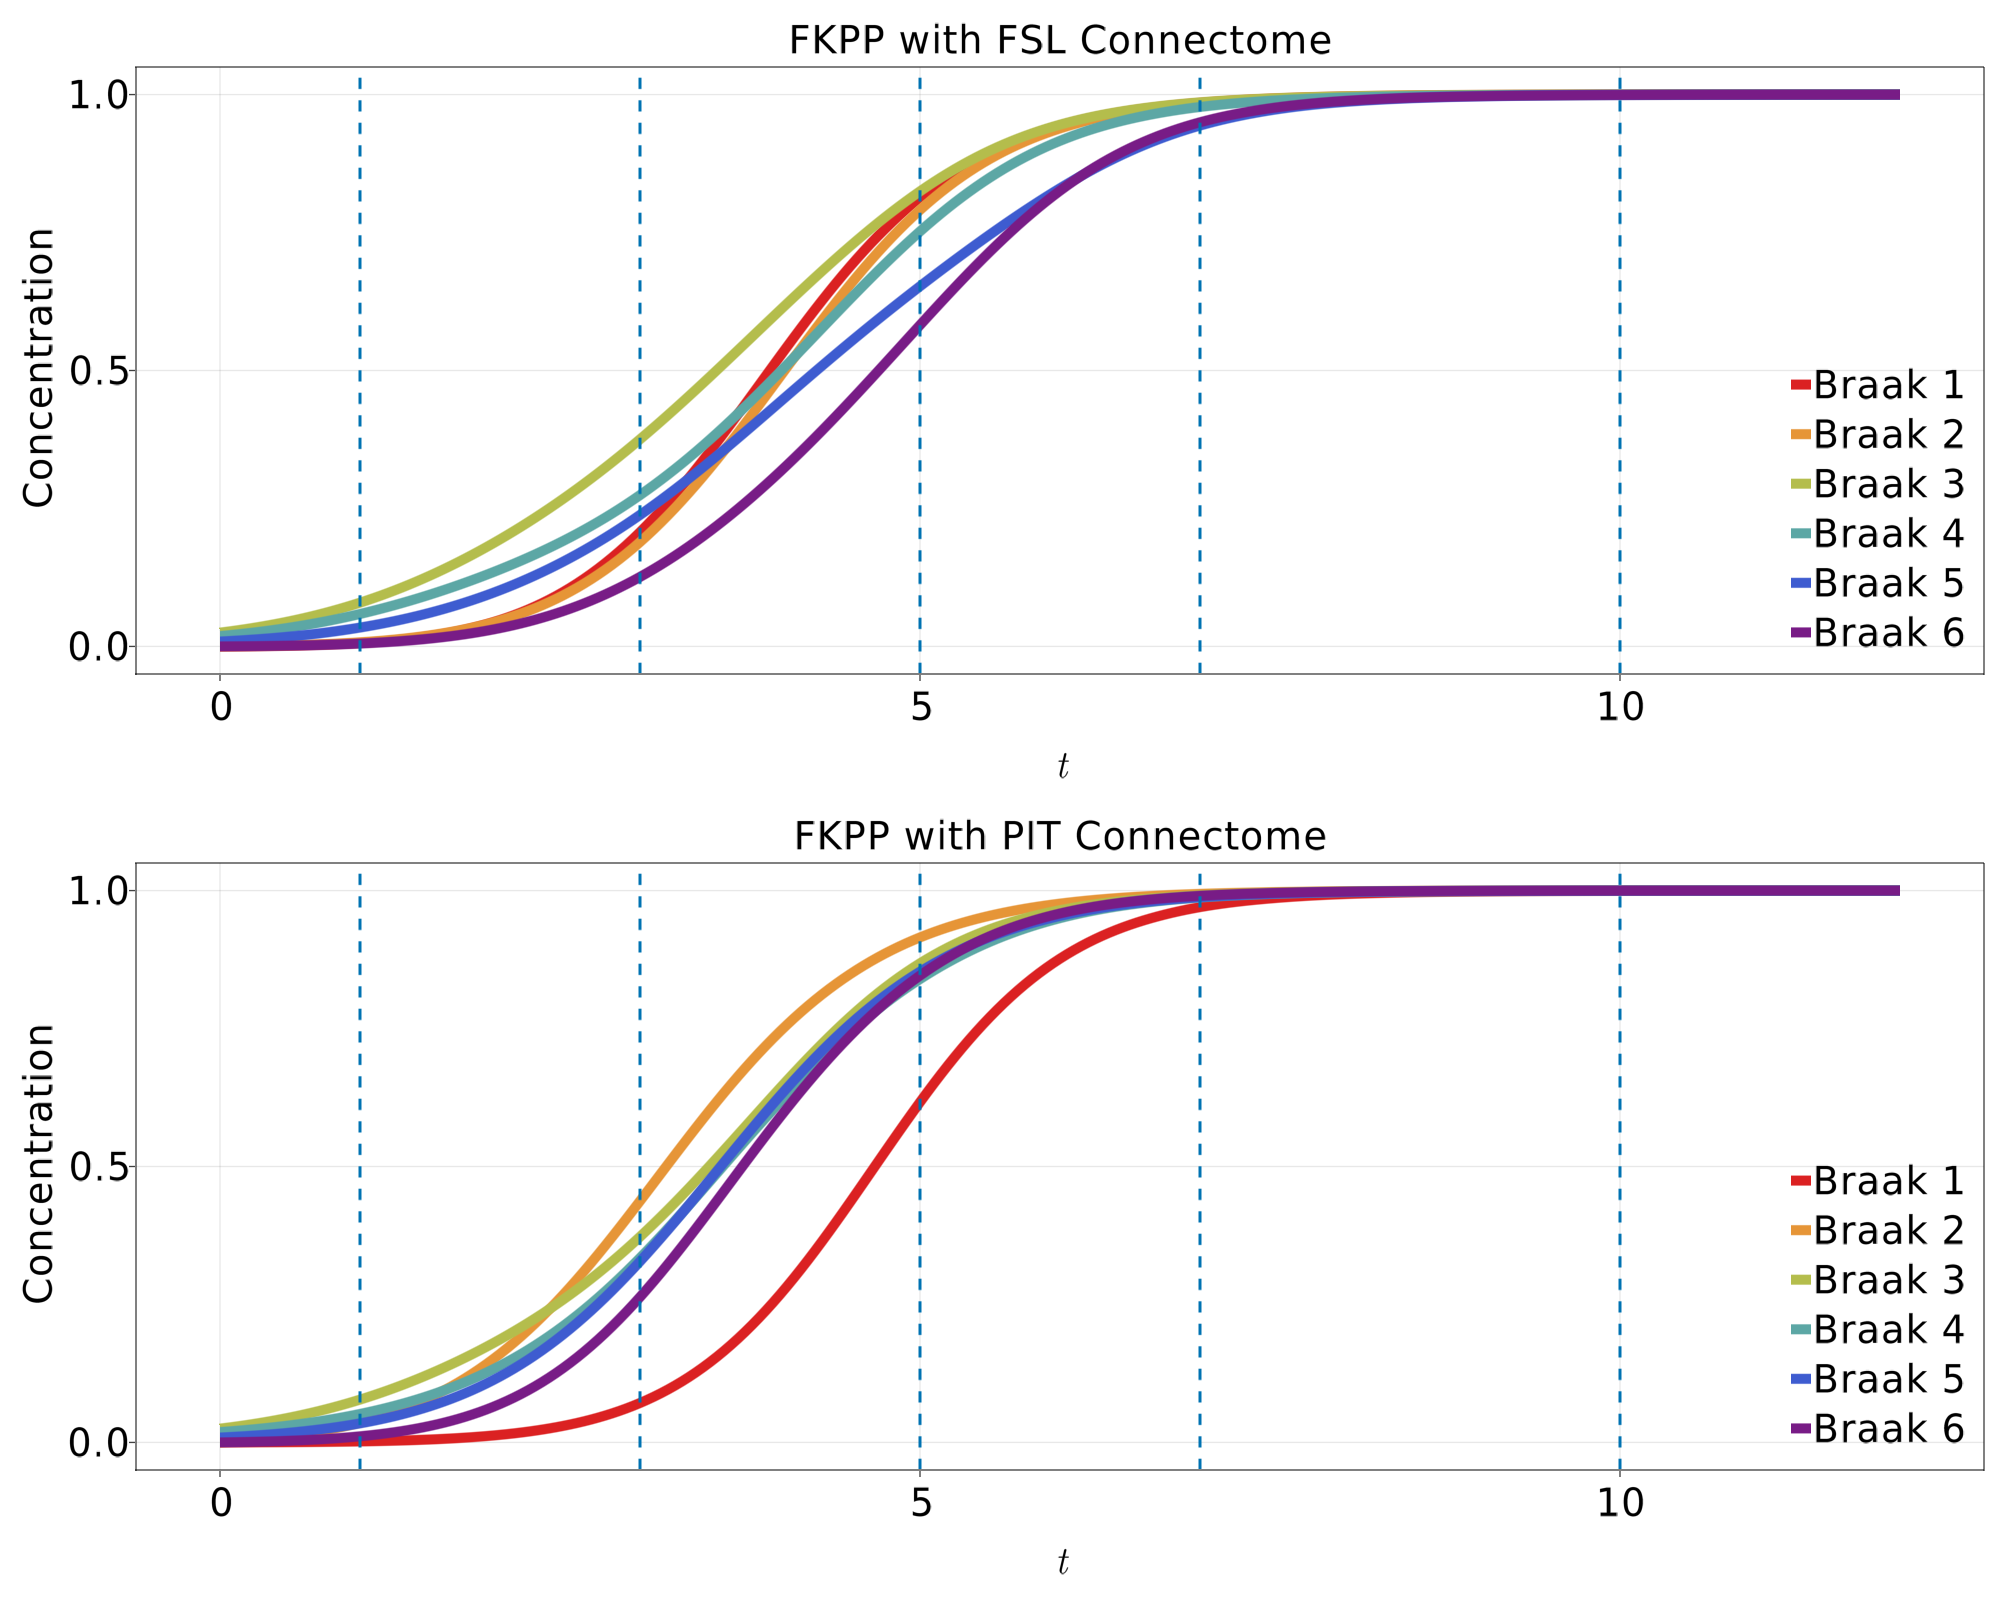 FKPP with FSL Connectome
Concentration
1.0
0.5
0.0
0
5
10
t
Braak 1
Braak 2
Braak 3
Braak 4
Braak 5
Braak 6
FKPP with PIT Connectome
Concentration
1.0
0.5
0.0
0
5
10
t
Braak 1
Braak 2
Braak 3
Braak 4
Braak 5
Braak 6